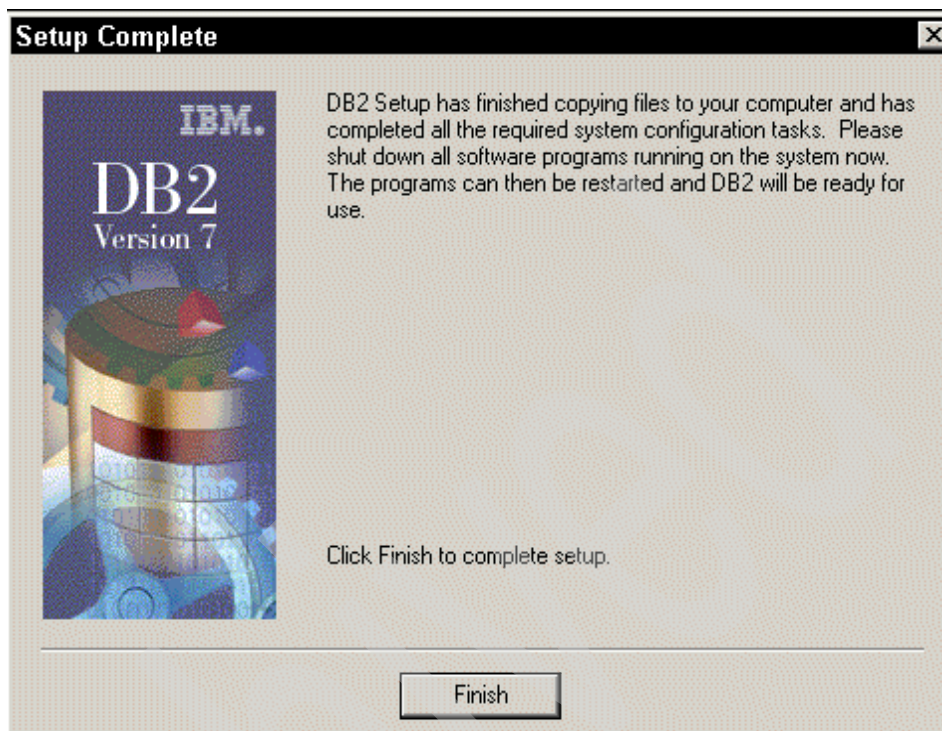 Setup Complete
IBM.
DB2
Version 7
DB2 Setup has finished copying files to your computer and has
completed all the required system configuration tasks.  Please
shut down all software programs running on the system now.
The programs can then be restarted and DB2 will be ready for
use.
Click Finish to complete setup.
Finish